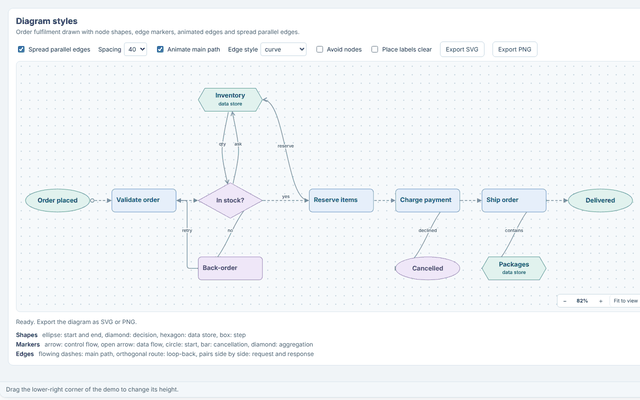 Diagram styles
Order fulfilment drawn with node shapes, edge markers, animated edges and spread parallel edges.
Spread parallel edges Spacing 40 Animate main path Edge style curve Avoid nodes Place labels clear Export SVG Export PNG
Inventory
data store
qty ask reserve
Order placed Validate order In stock? yes Reserve items Charge payment Ship order Delivered
retry no declined contains
Back-order Cancelled Packages
data store
− 82% + Fit to view
Ready. Export the diagram as SVG or PNG.
Shapes ellipse: start and end, diamond: decision, hexagon: data store, box: step
Markers arrow: control flow, open arrow: data flow, circle: start, bar: cancellation, diamond: aggregation
Edges flowing dashes: main path, orthogonal route: loop-back, pairs side by side: request and response
Drag the lower-right corner of the demo to change its height.